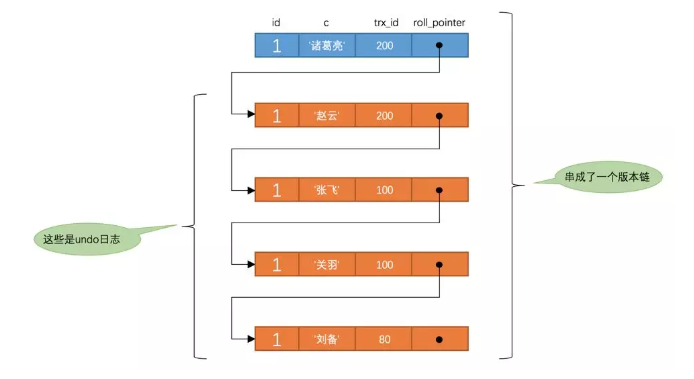 id c trx_id roll_pointer
1 '诸葛亮' 200
1 '赵云' 200
1 '张飞' 100
串成了一个版本链
这些是undo日志
1 '关羽' 100
1 '刘备' 80